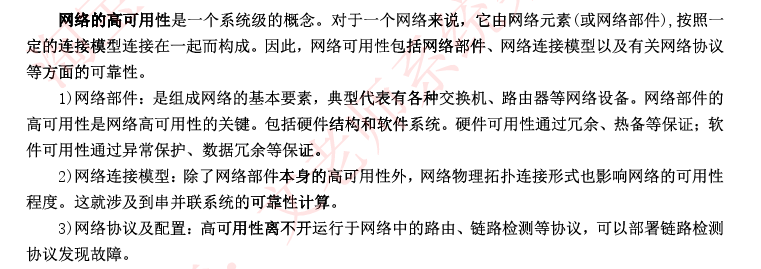 网络的高可用性是一个系统级的概念。对于一个网络来说，它由网络元素(或网络部件),按照一
定的连接模型连接在一起而构成。因此，网络可用性包括网络部件、网络连接模型以及有关网络协议
等方面的可靠性。
1)网络部件：是组成网络的基本要素，典型代表有各种交换机、路由器等网络设备。网络部件的
高可用性是网络高可用性的关键。包括硬件结构和软件系统。硬件可用性通过冗余、热备等保证；软
件可用性通过异常保护、数据冗余等保证。
2)网络连接模型：除了网络部件本身的高可用性外，网络物理拓扑连接形式也影响网络的可用性
程度。这就涉及到串并联系统的可靠性计算。
3)网络协议及配置：高可用性离不开运行于网络中的路由、链路检测等协议，可以部署链路检测
协议发现故障。